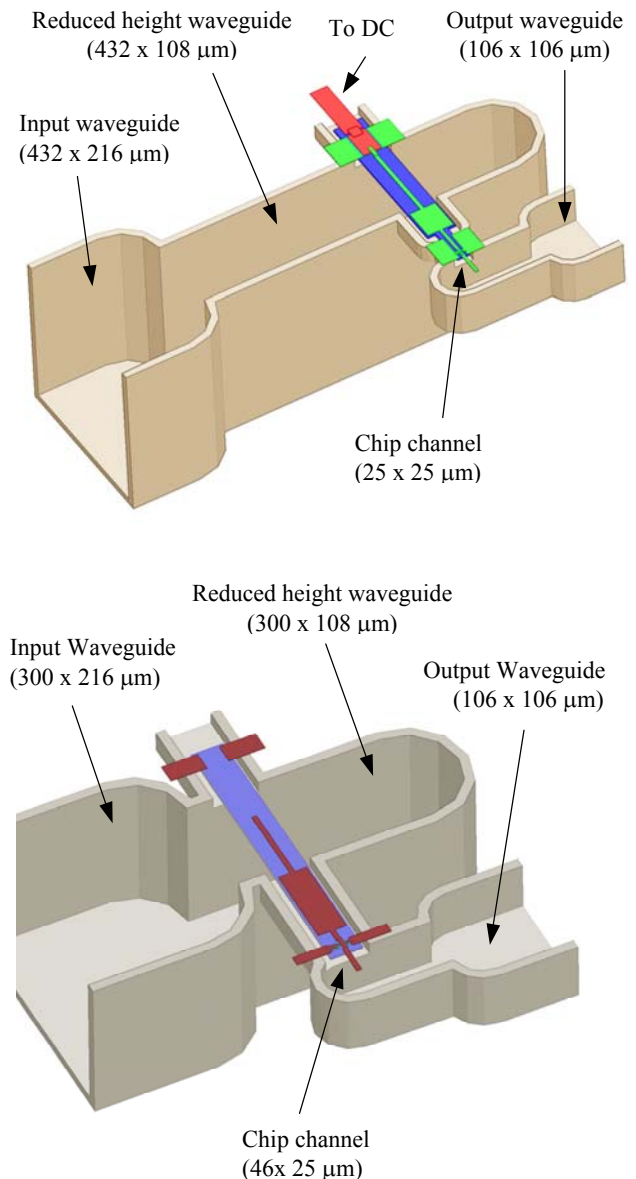 Reduced height waveguide
(432 x 108 μm)
To DC
Output waveguide
(106 x 106 μm)
Input waveguide
(432 x 216 μm)
Chip channel
(25 x 25 μm)
Reduced height waveguide
(300 x 108 μm)
Input Waveguide
(300 x 216 μm)
Output Waveguide
(106 x 106 μm)
Chip channel
(46x 25 μm)